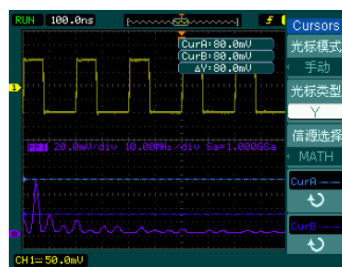 RUN 100.0ns f
Cursors
CurA:80.0mV
CurB:80.0mV
ΔY:80.0mV
光标模式
手动
光标类型
Y
信源选择
MATH
CurA
CurB
FFT 20.0mV/div 10.00MHz/div Sa=1.000GSa
CH1 50.0mV